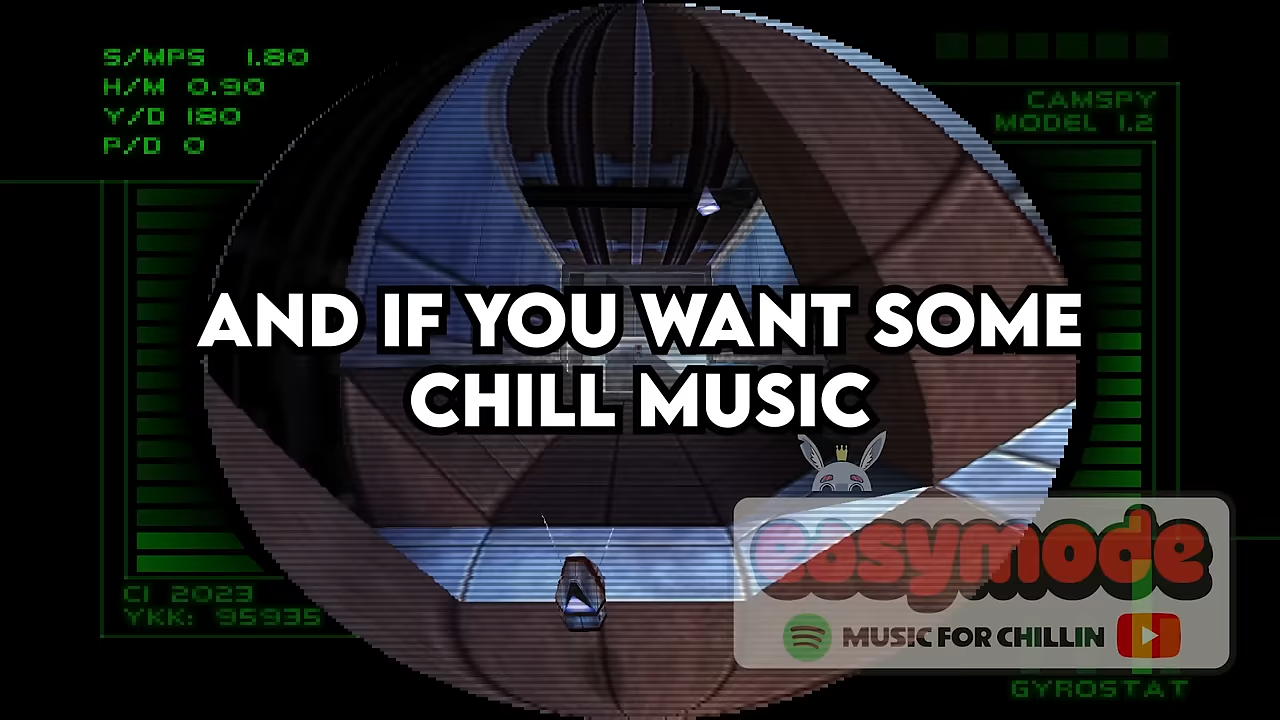 S/MPS 1.80
H/M 0.90
Y/D 180
P/D 0
CAMSPY
MODEL 1.2
AND IF YOU WANT SOME
CHILL MUSIC
easymode
MUSIC FOR CHILLIN
CI 2023
YKK: 95935
GYROSTAT